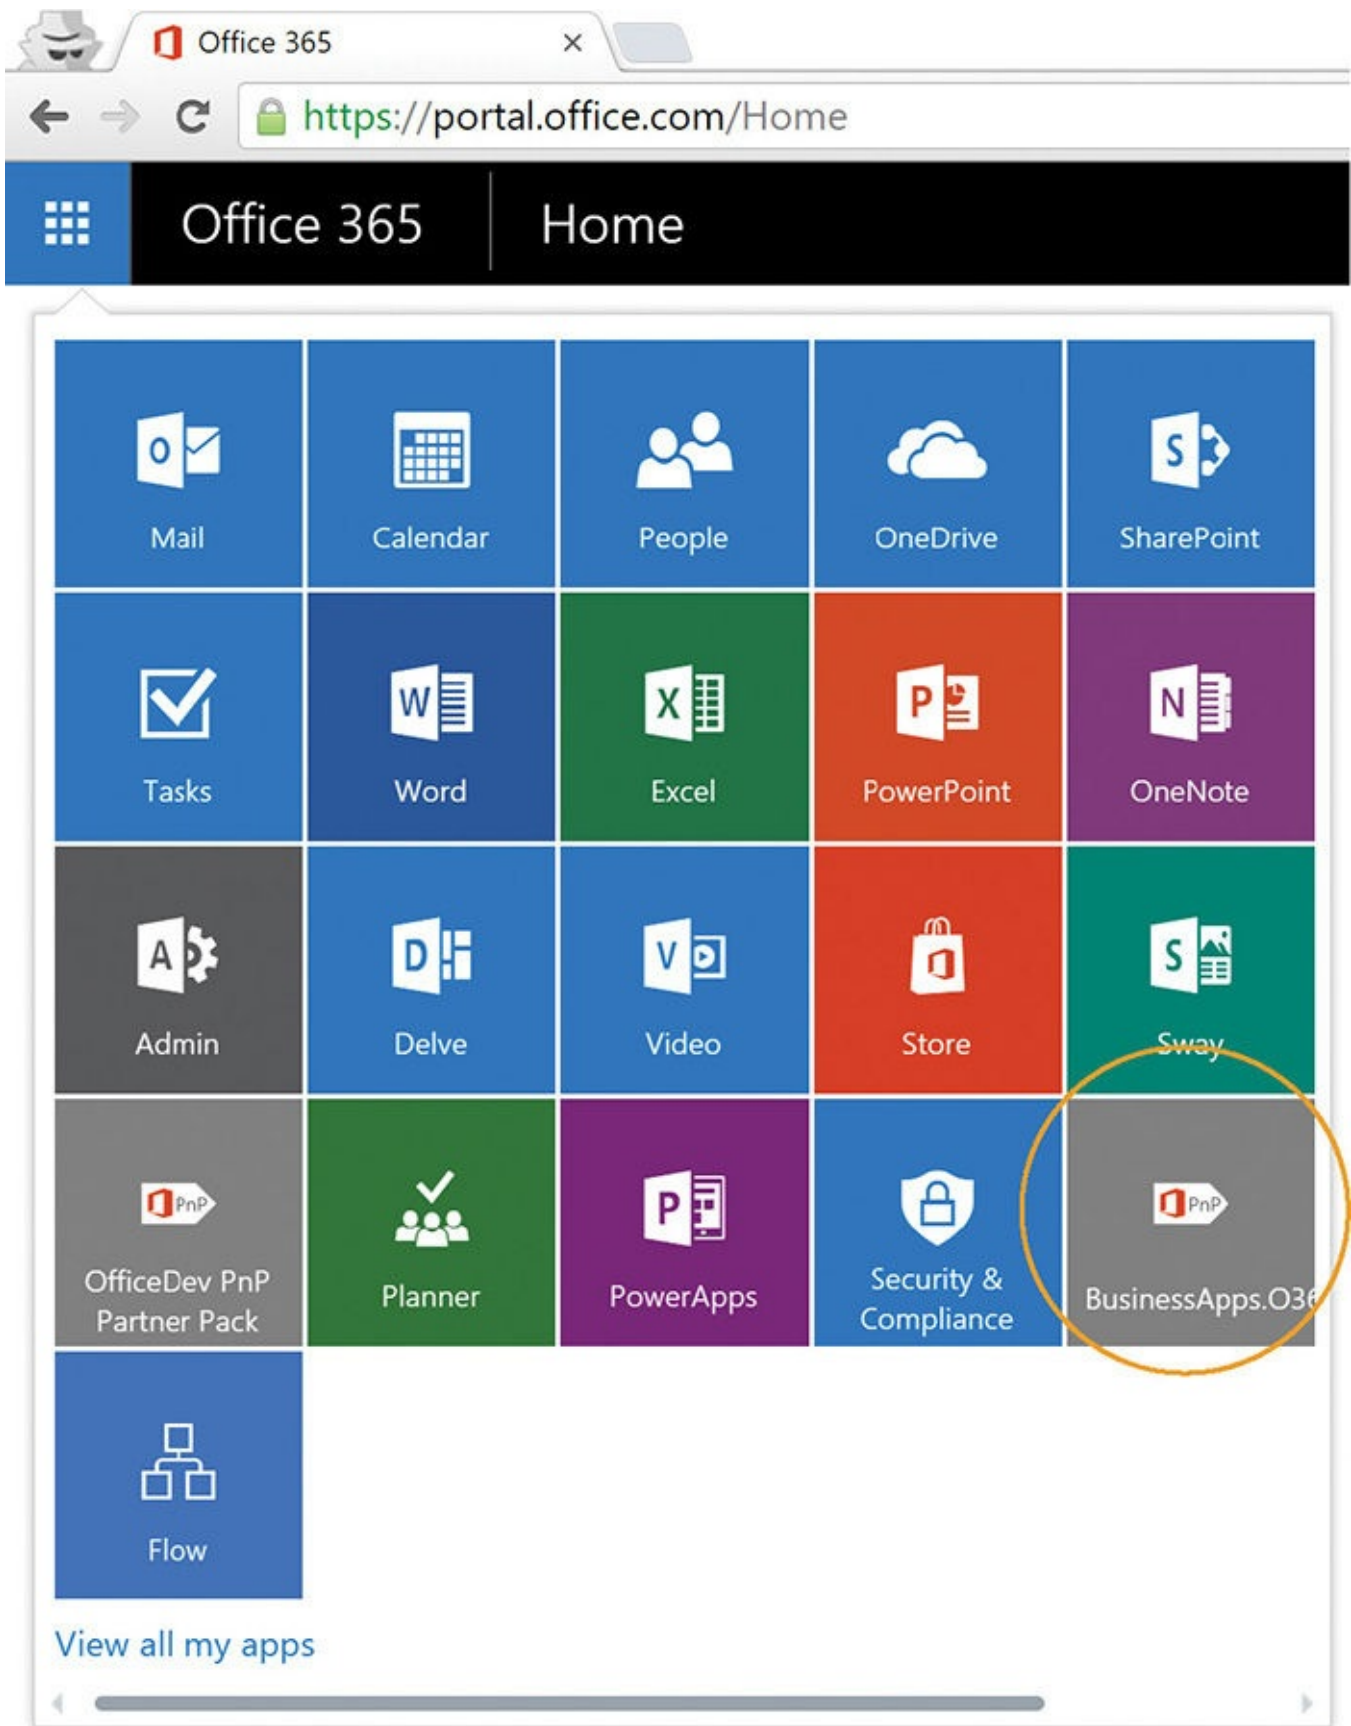 Office 365
https://portal.office.com/Home
Office 365 Home
Mail Calendar People OneDrive SharePoint
Tasks Word Excel PowerPoint OneNote
Admin Delve Video Store Sway
PnP
OfficeDev PnP
Partner Pack
Planner
PowerApps
Security &
Compliance
PnP
BusinessApps.O36
Flow
View all my apps